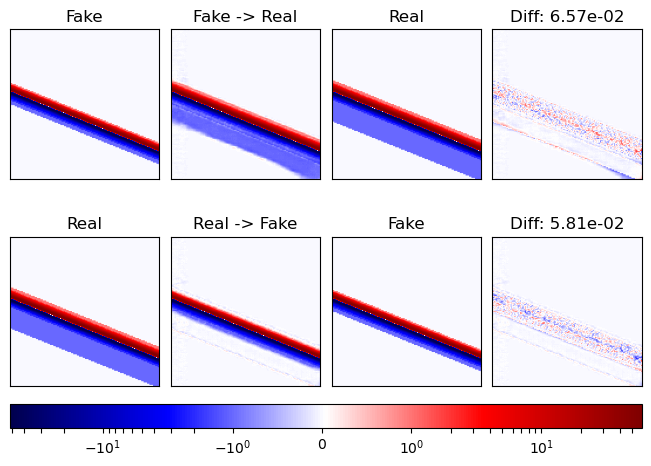 Fake
Fake -> Real
Real
Diff: 6.57e-02
Real
Real -> Fake
Fake
Diff: 5.81e-02
−10¹
−10⁰
0
10⁰
10¹